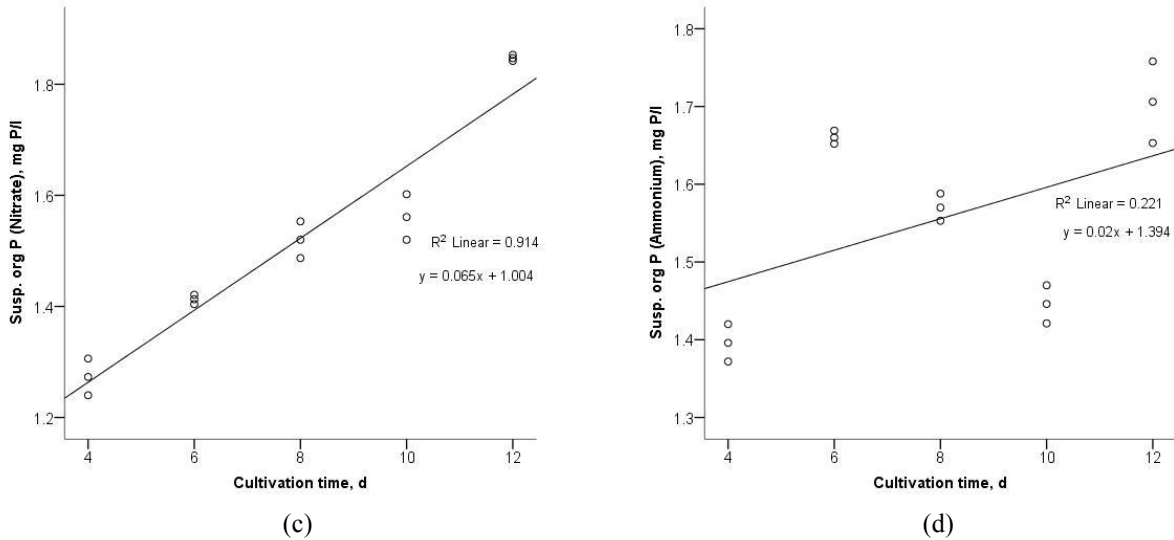 Susp. org P (Nitrate), mg P/l
1.8
1.6
1.4
1.2
R² Linear = 0.914
y = 0.065x + 1.004
4 6 8 10 12
Cultivation time, d
(c)
Susp. org P (Ammonium), mg P/l
1.8
1.7
1.6
1.5
1.4
1.3
R² Linear = 0.221
y = 0.02x + 1.394
4 6 8 10 12
Cultivation time, d
(d)